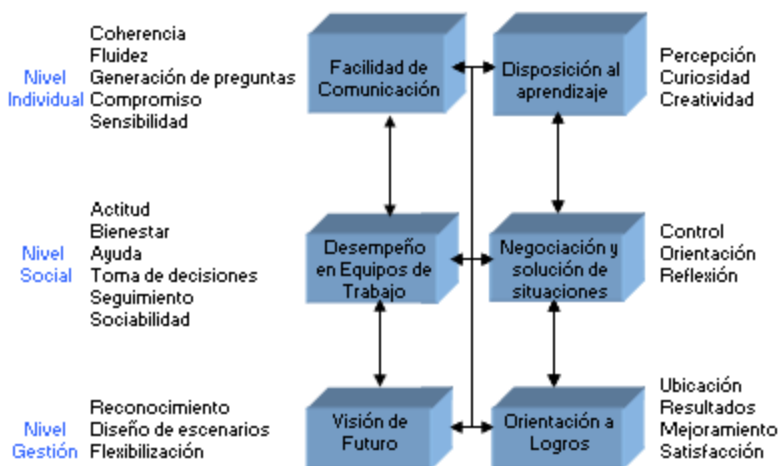 Coherencia
Fluidez
Generación de preguntas
Compromiso
Sensibilidad
Nivel
Individual
Facilidad de
Comunicación
Disposición al
aprendizaje
Percepción
Curiosidad
Creatividad
Actitud
Bienestar
Ayuda
Toma de decisiones
Seguimiento
Sociabilidad
Nivel
Social
Desempeño
en Equipos de
Trabajo
Negociación y
solución de
situaciones
Control
Orientación
Reflexión
Reconocimiento
Diseño de escenarios
Flexibilización
Nivel
Gestión
Visión de
Futuro
Orientación a
Logros
Ubicación
Resultados
Mejoramiento
Satisfacción